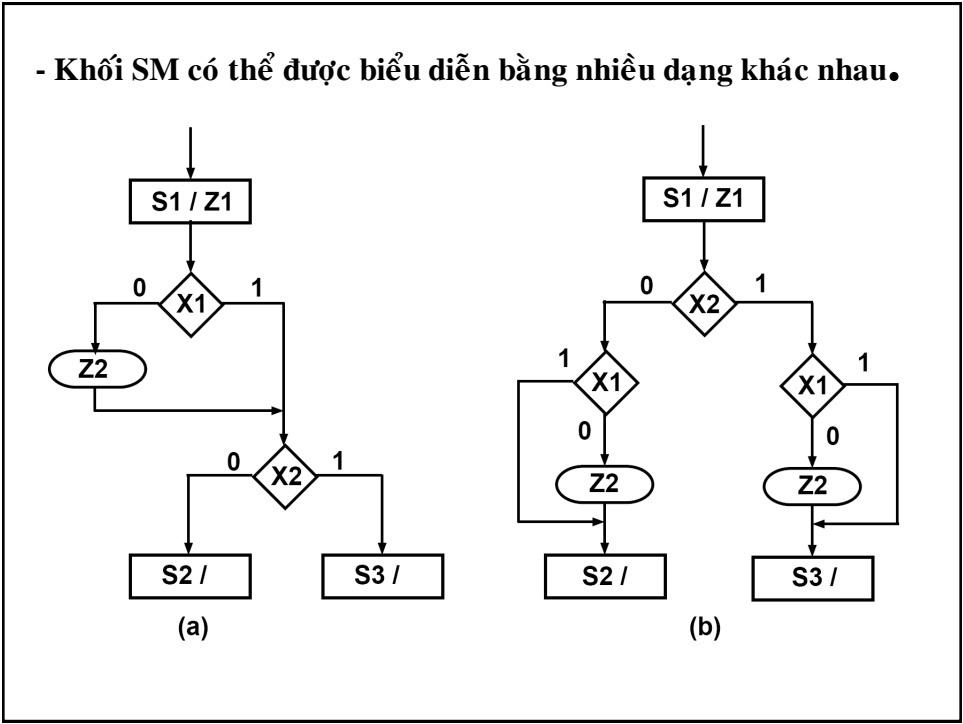 - Khối SM có thể được biểu diễn bằng nhiều dạng khác nhau.
S1 / Z1
0 X1 1
Z2
0 X2 1
S2 /
S3 /
(a)
S1 / Z1
0 X2 1
1 X1
X1 1
0
0
Z2
Z2
S2 /
S3 /
(b)